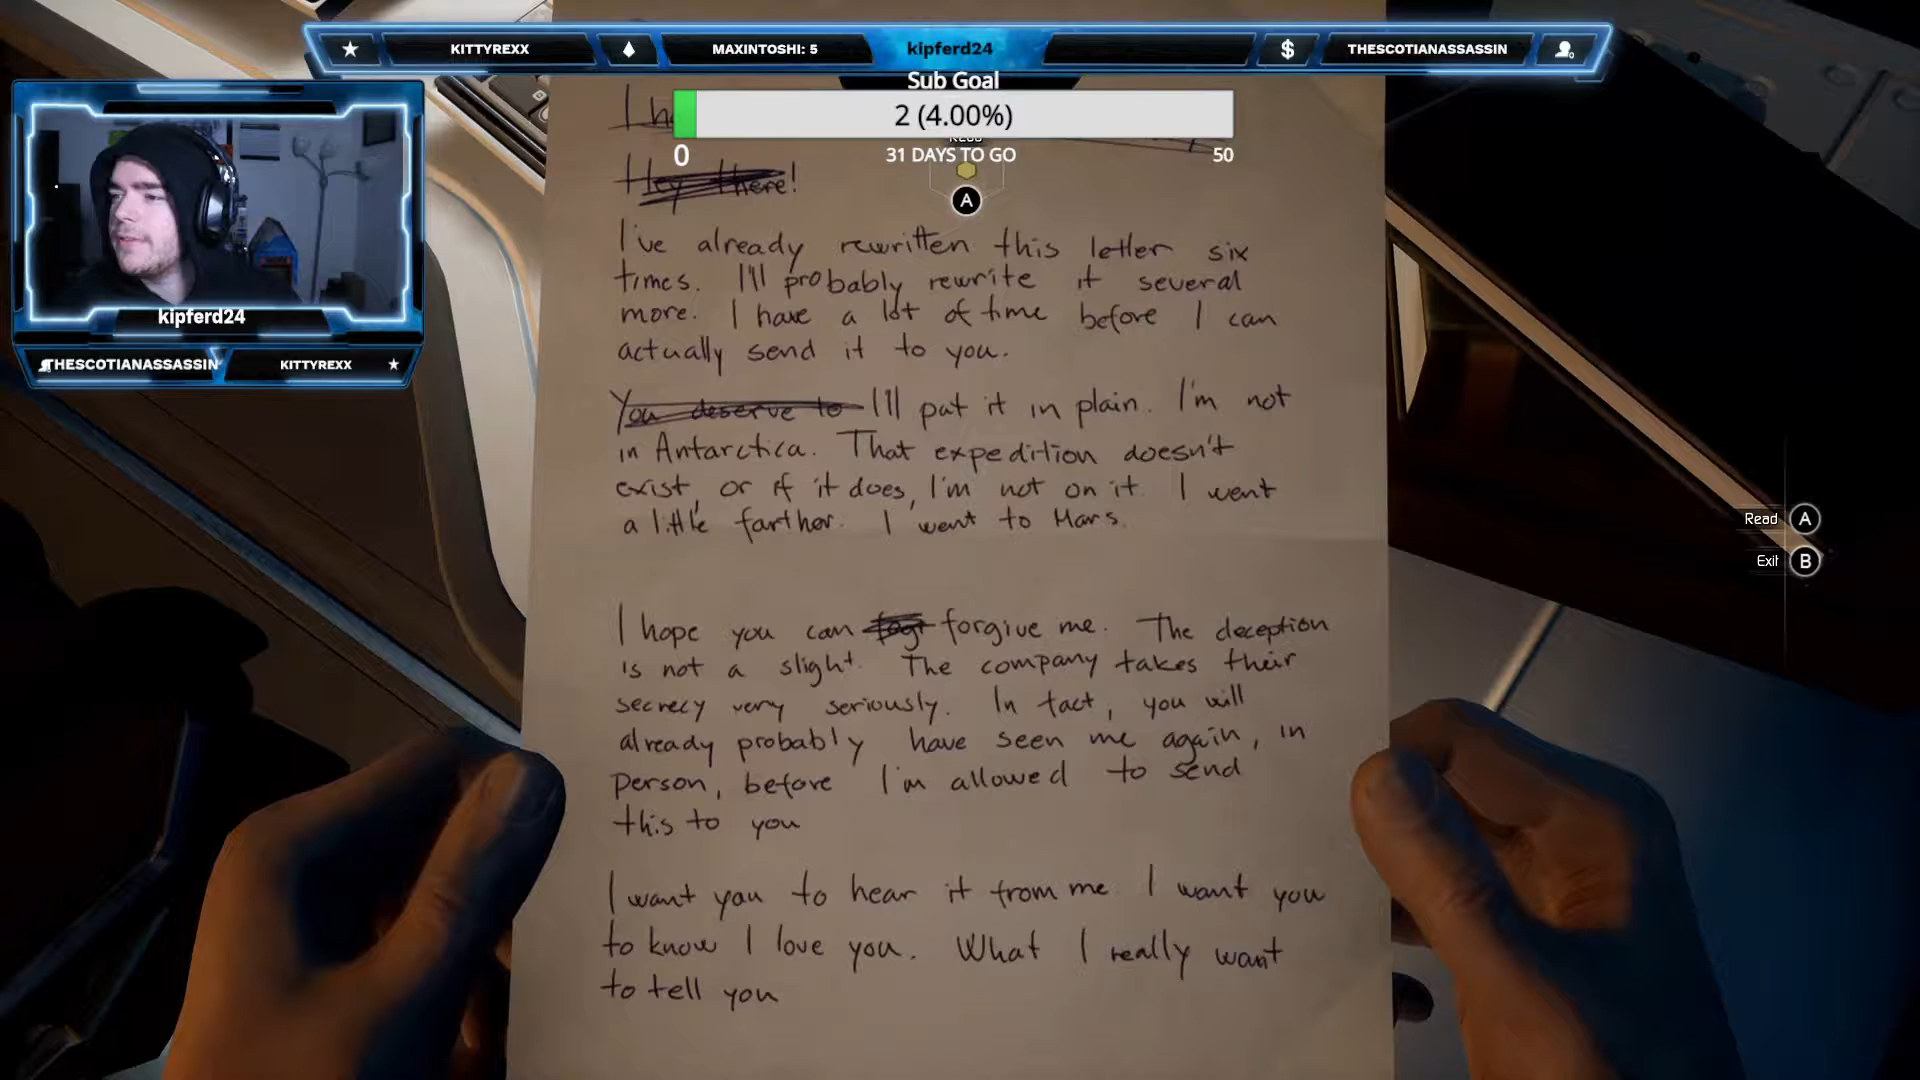 KITTYREXX
MAXINTOSHI: 5
kipferd24
$
THESCOTIANASSASSIN
Sub Goal
2 (4.00%)
0
31 DAYS TO GO
50
A
kipferd24
THESCOTIANASSASSIN
KITTYREXX
I
Hey there!
I've already rewritten this letter six
times. I'll probably rewrite it several
more. I have a lot of time before I can
actually send it to you.
You deserve to I'll put it in plain. I'm not
in Antarctica. That expedition doesn't
exist, or if it does, I'm not on it. I went
a little farther. I went to Mars.
I hope you can forgive me. The deception
is not a slight. The company takes their
secrecy very seriously. In fact, you will
already probably have seen me again, in
person, before I'm allowed to send
this to you
I want you to hear it from me. I want you
to know I love you. What I really want
to tell you
Read A
Exit B